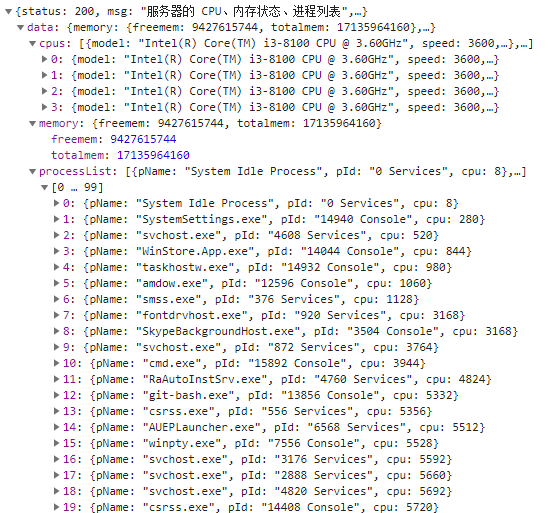 {status: 200, msg: "服务器的 CPU、内存状态、进程列表",…}
data: {memory: {freemem: 9427615744, totalmem: 17135964160},…}
cpus: [{model: "Intel(R) Core(TM) i3-8100 CPU @ 3.60GHz", speed: 3600,…},…]
0: {model: "Intel(R) Core(TM) i3-8100 CPU @ 3.60GHz", speed: 3600,…}
1: {model: "Intel(R) Core(TM) i3-8100 CPU @ 3.60GHz", speed: 3600,…}
2: {model: "Intel(R) Core(TM) i3-8100 CPU @ 3.60GHz", speed: 3600,…}
3: {model: "Intel(R) Core(TM) i3-8100 CPU @ 3.60GHz", speed: 3600,…}
memory: {freemem: 9427615744, totalmem: 17135964160}
freemem: 9427615744
totalmem: 17135964160
processList: [{pName: "System Idle Process", pId: "0 Services", cpu: 8},…]
[0 … 99]
0: {pName: "System Idle Process", pId: "0 Services", cpu: 8}
1: {pName: "SystemSettings.exe", pId: "14940 Console", cpu: 280}
2: {pName: "svchost.exe", pId: "4608 Services", cpu: 520}
3: {pName: "WinStore.App.exe", pId: "14044 Console", cpu: 844}
4: {pName: "taskhostw.exe", pId: "14932 Console", cpu: 980}
5: {pName: "amdow.exe", pId: "12596 Console", cpu: 1060}
6: {pName: "smss.exe", pId: "376 Services", cpu: 1128}
7: {pName: "fontdrvhost.exe", pId: "920 Services", cpu: 3168}
8: {pName: "SkypeBackgroundHost.exe", pId: "3504 Console", cpu: 3168}
9: {pName: "svchost.exe", pId: "872 Services", cpu: 3764}
10: {pName: "cmd.exe", pId: "15892 Console", cpu: 3944}
11: {pName: "RaAutoInstSrv.exe", pId: "4760 Services", cpu: 4824}
12: {pName: "git-bash.exe", pId: "13856 Console", cpu: 5332}
13: {pName: "csrss.exe", pId: "556 Services", cpu: 5356}
14: {pName: "AUEPLauncher.exe", pId: "6568 Services", cpu: 5512}
15: {pName: "winpty.exe", pId: "7556 Console", cpu: 5528}
16: {pName: "svchost.exe", pId: "3176 Services", cpu: 5592}
17: {pName: "svchost.exe", pId: "2888 Services", cpu: 5660}
18: {pName: "svchost.exe", pId: "4820 Services", cpu: 5692}
19: {pName: "csrss.exe", pId: "14408 Console", cpu: 5720}